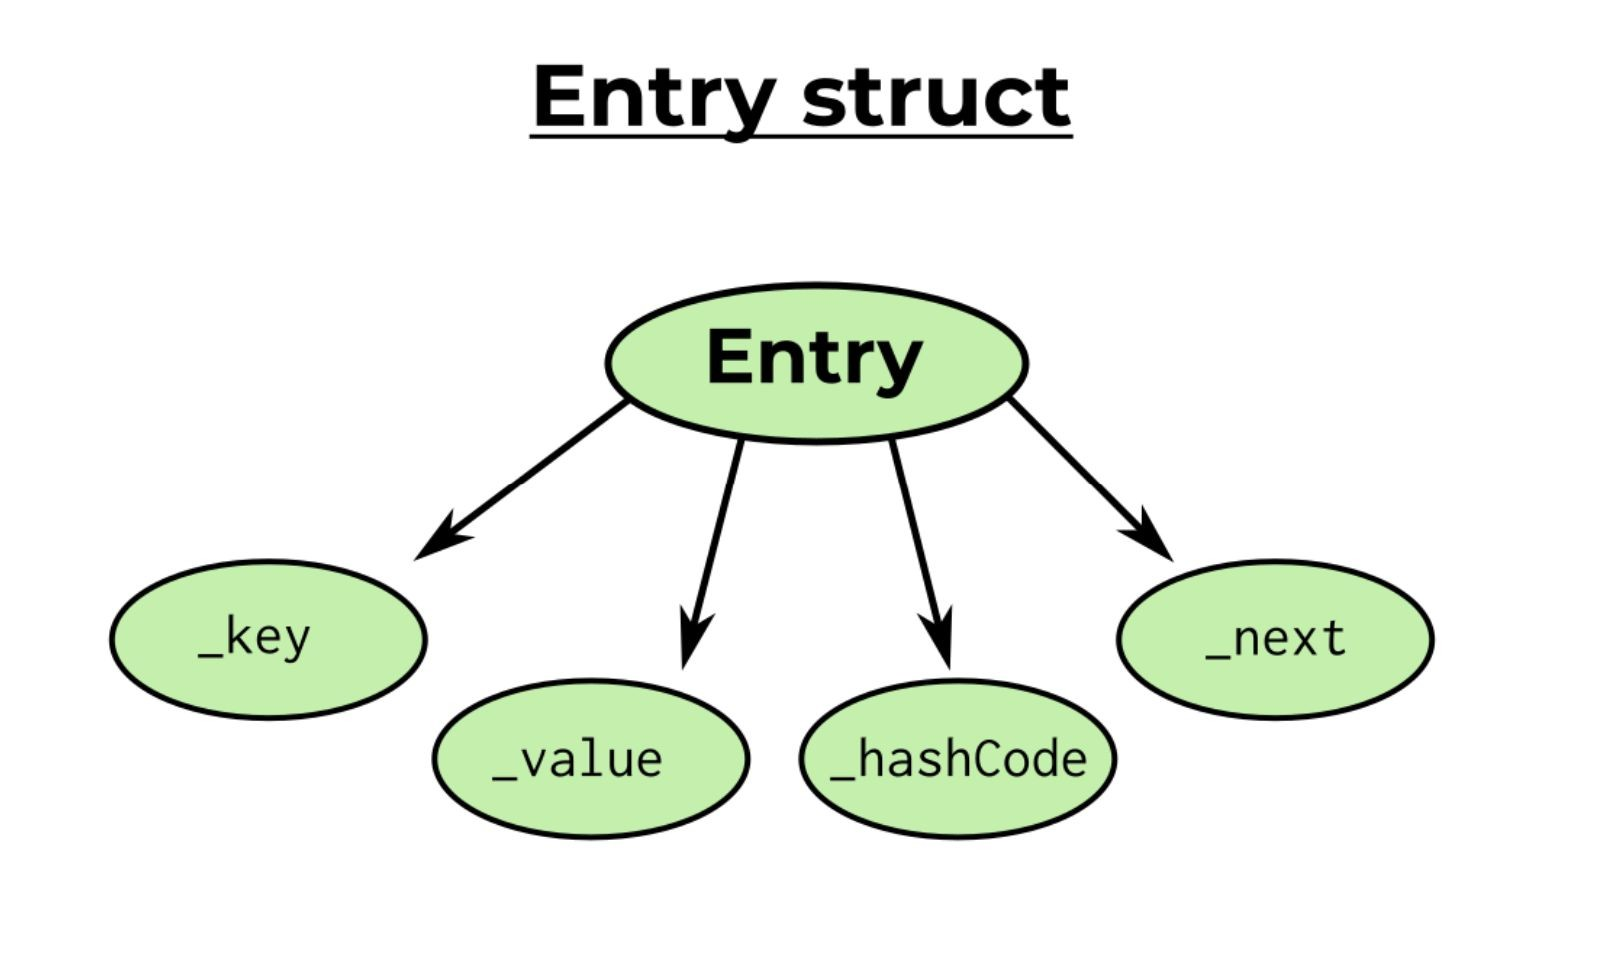 Entry struct
Entry
_key
_value
_hashCode
_next